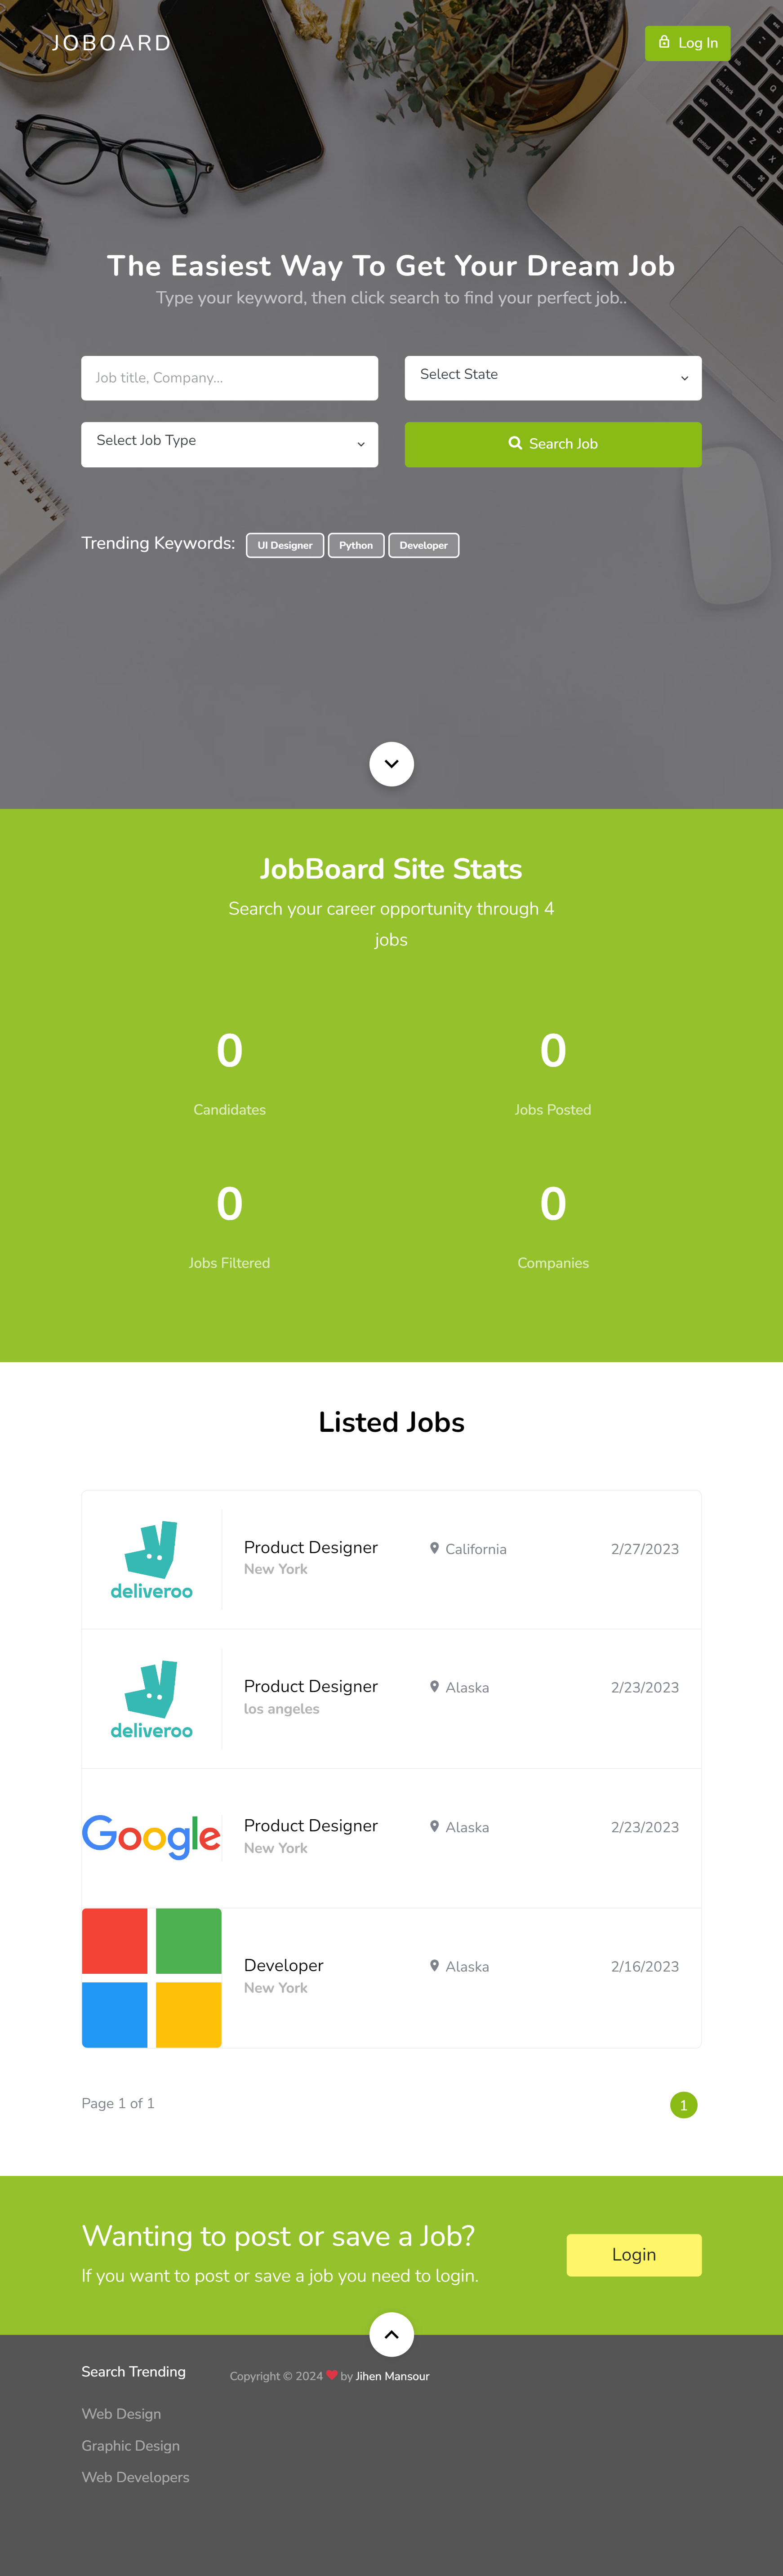 JOBOARD
Log In
The Easiest Way To Get Your Dream Job
Type your keyword, then click search to find your perfect job..
Job title, Company...
Select State
Select Job Type
Search Job
Trending Keywords:
UI Designer
Python
Developer
JobBoard Site Stats
Search your career opportunity through 4
jobs
0
0
Candidates
Jobs Posted
0
0
Jobs Filtered
Companies
Listed Jobs
deliveroo
Product Designer
New York
California
2/27/2023
deliveroo
Product Designer
los angeles
Alaska
2/23/2023
Google
Product Designer
New York
Alaska
2/23/2023
Developer
New York
Alaska
2/16/2023
Page 1 of 1
1
Wanting to post or save a Job?
If you want to post or save a job you need to login.
Login
Search Trending
Web Design
Graphic Design
Web Developers
Copyright © 2024 ❤ by Jihen Mansour